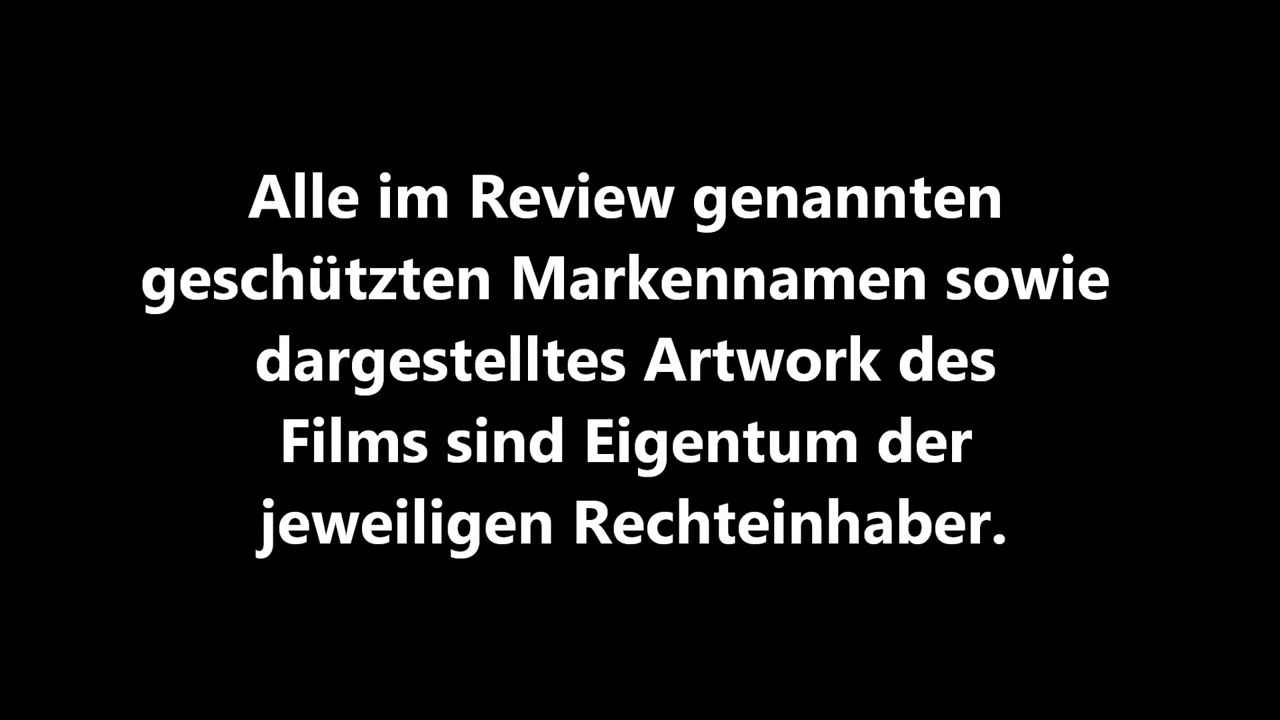 Alle im Review genannten
geschützten Markennamen sowie
dargestelltes Artwork des
Films sind Eigentum der
jeweiligen Rechteinhaber.